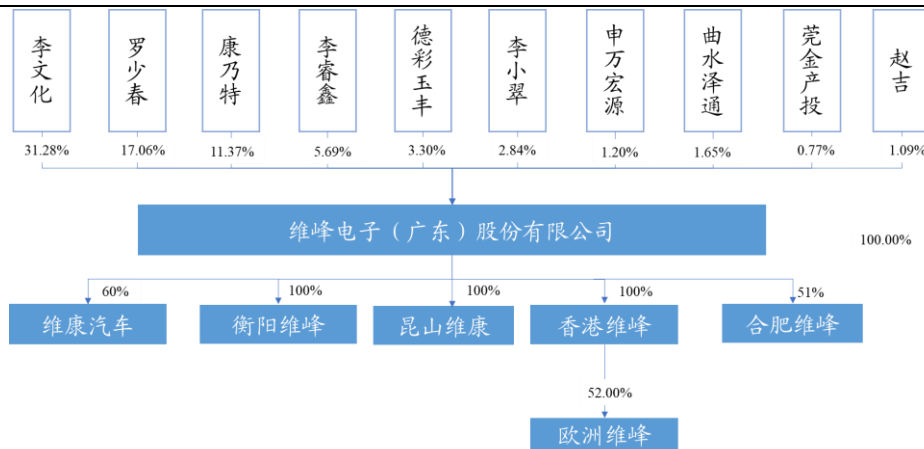 李文化
罗少春
康乃特
李睿鑫
德彩玉丰
李小翠
申万宏源
曲水泽通
莞金产投
赵吉
31.28%
17.06%
11.37%
5.69%
3.30%
2.84%
1.20%
1.65%
0.77%
1.09%
维峰电子（广东）股份有限公司
100.00%
60%
100%
100%
100%
51%
维康汽车
衡阳维峰
昆山维康
香港维峰
合肥维峰
52.00%
欧洲维峰